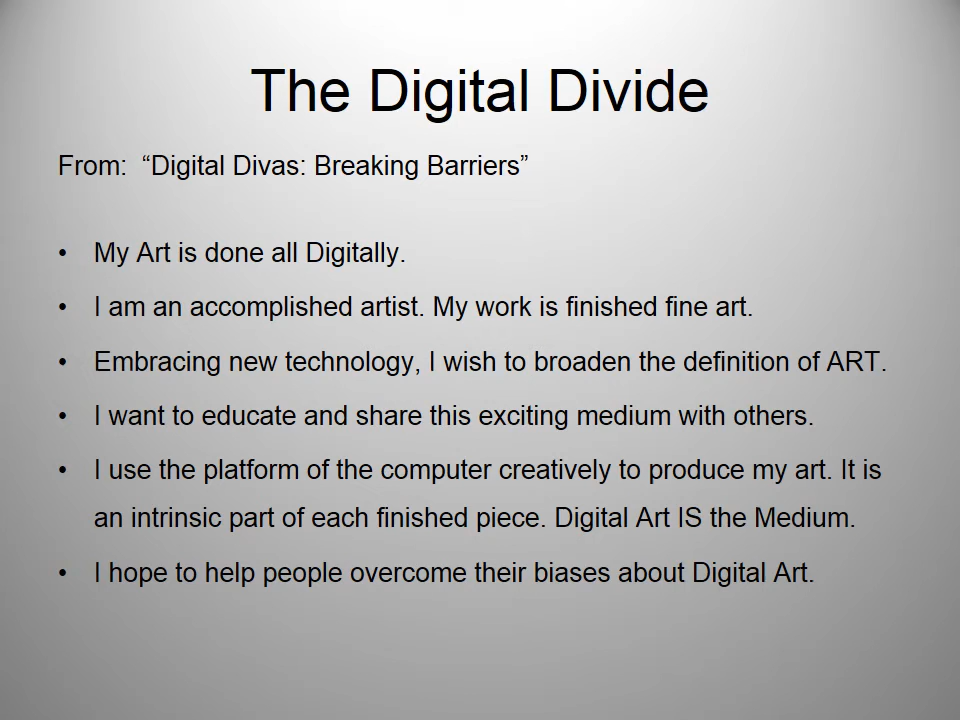 The Digital Divide
From:  “Digital Divas: Breaking Barriers”
• My Art is done all Digitally.
• I am an accomplished artist. My work is finished fine art.
• Embracing new technology, I wish to broaden the definition of ART.
• I want to educate and share this exciting medium with others.
• I use the platform of the computer creatively to produce my art. It is
an intrinsic part of each finished piece. Digital Art IS the Medium.
• I hope to help people overcome their biases about Digital Art.